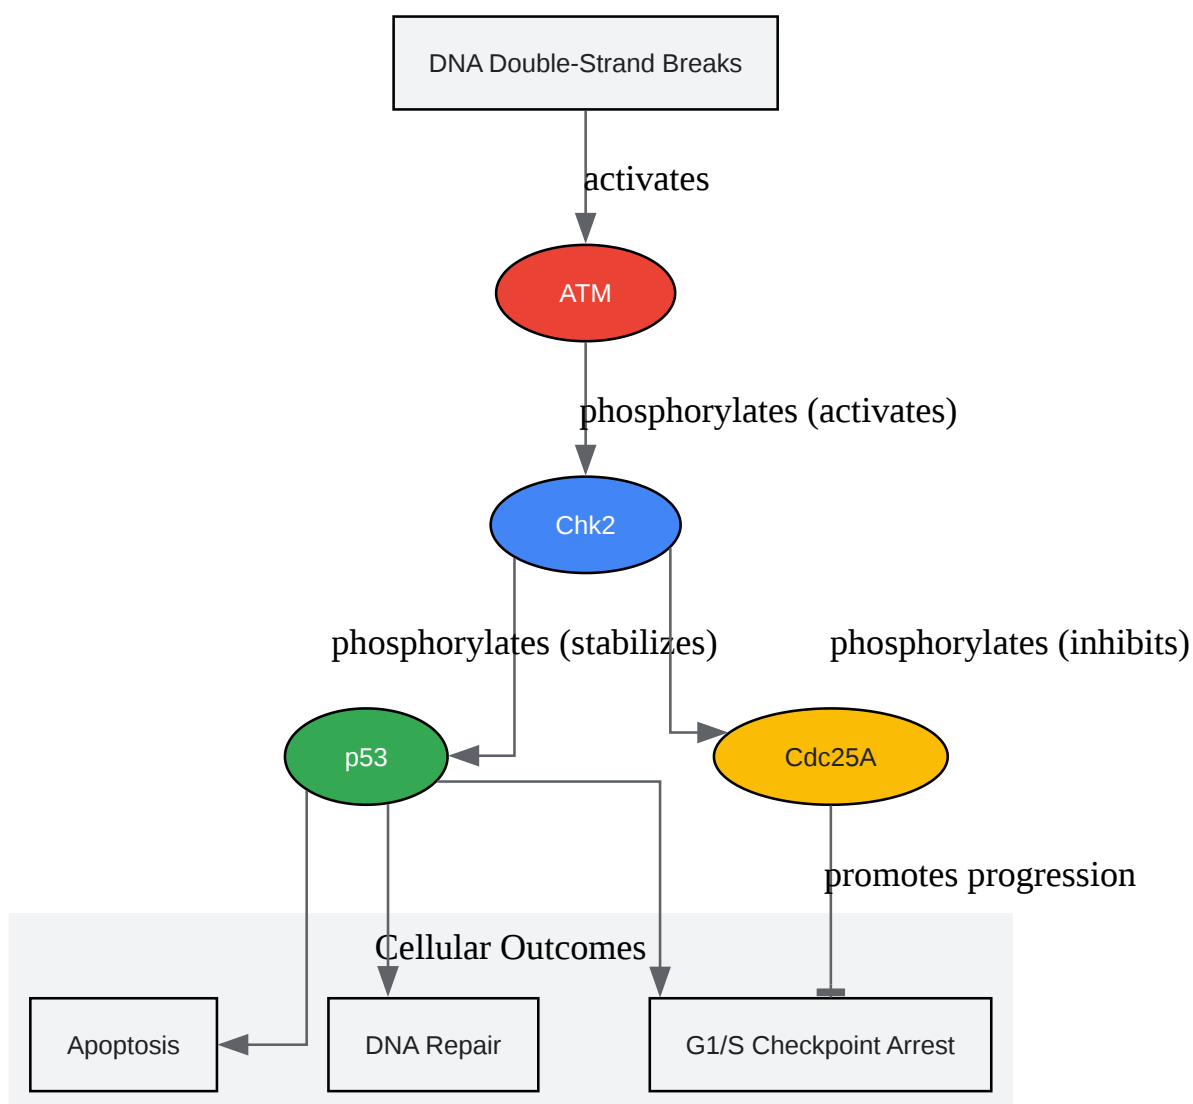 DNA Double-Strand Breaks
activates
ATM
phosphorylates (activates)
Chk2
phosphorylates (stabilizes)
phosphorylates (inhibits)
p53
Cdc25A
promotes progression
Cellular Outcomes
Apoptosis
DNA Repair
G1/S Checkpoint Arrest